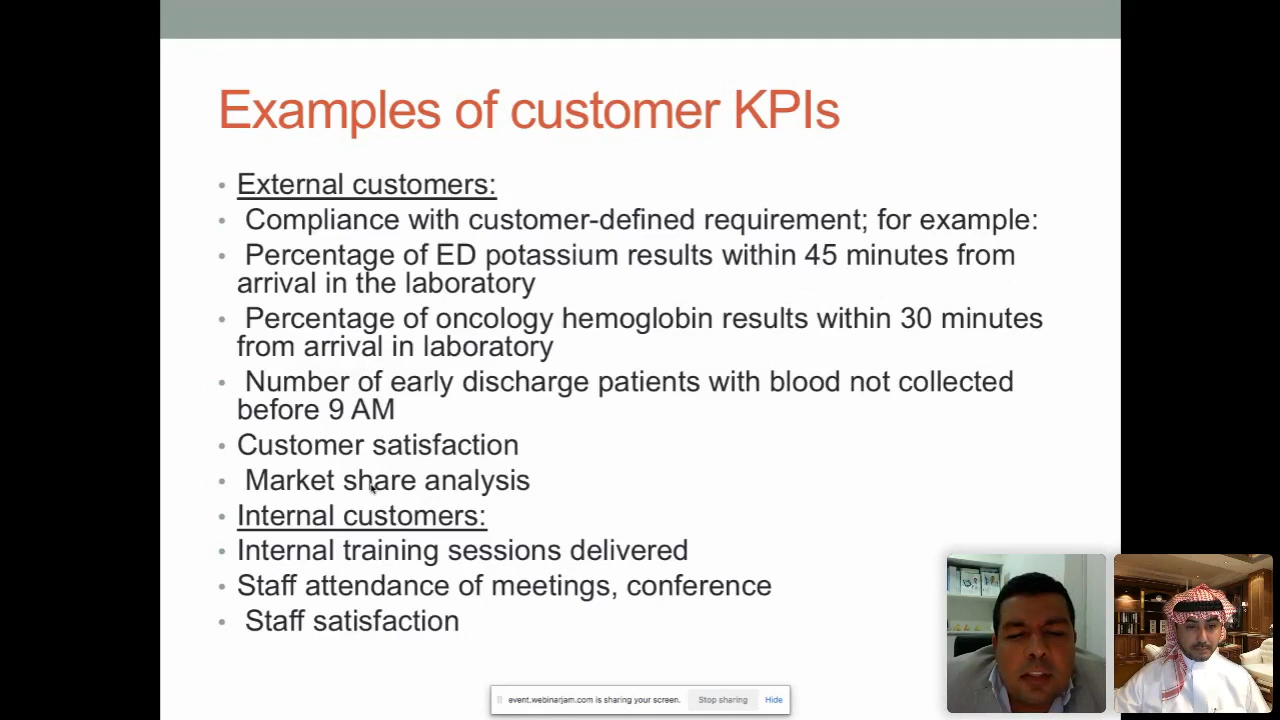 Examples of customer KPIs
• External customers:
• Compliance with customer-defined requirement; for example:
• Percentage of ED potassium results within 45 minutes from
arrival in the laboratory
• Percentage of oncology hemoglobin results within 30 minutes
from arrival in laboratory
• Number of early discharge patients with blood not collected
before 9 AM
• Customer satisfaction
• Market share analysis
• Internal customers:
• Internal training sessions delivered
• Staff attendance of meetings, conference
• Staff satisfaction
event.webinarjam.com is sharing your screen. Stop sharing Hide